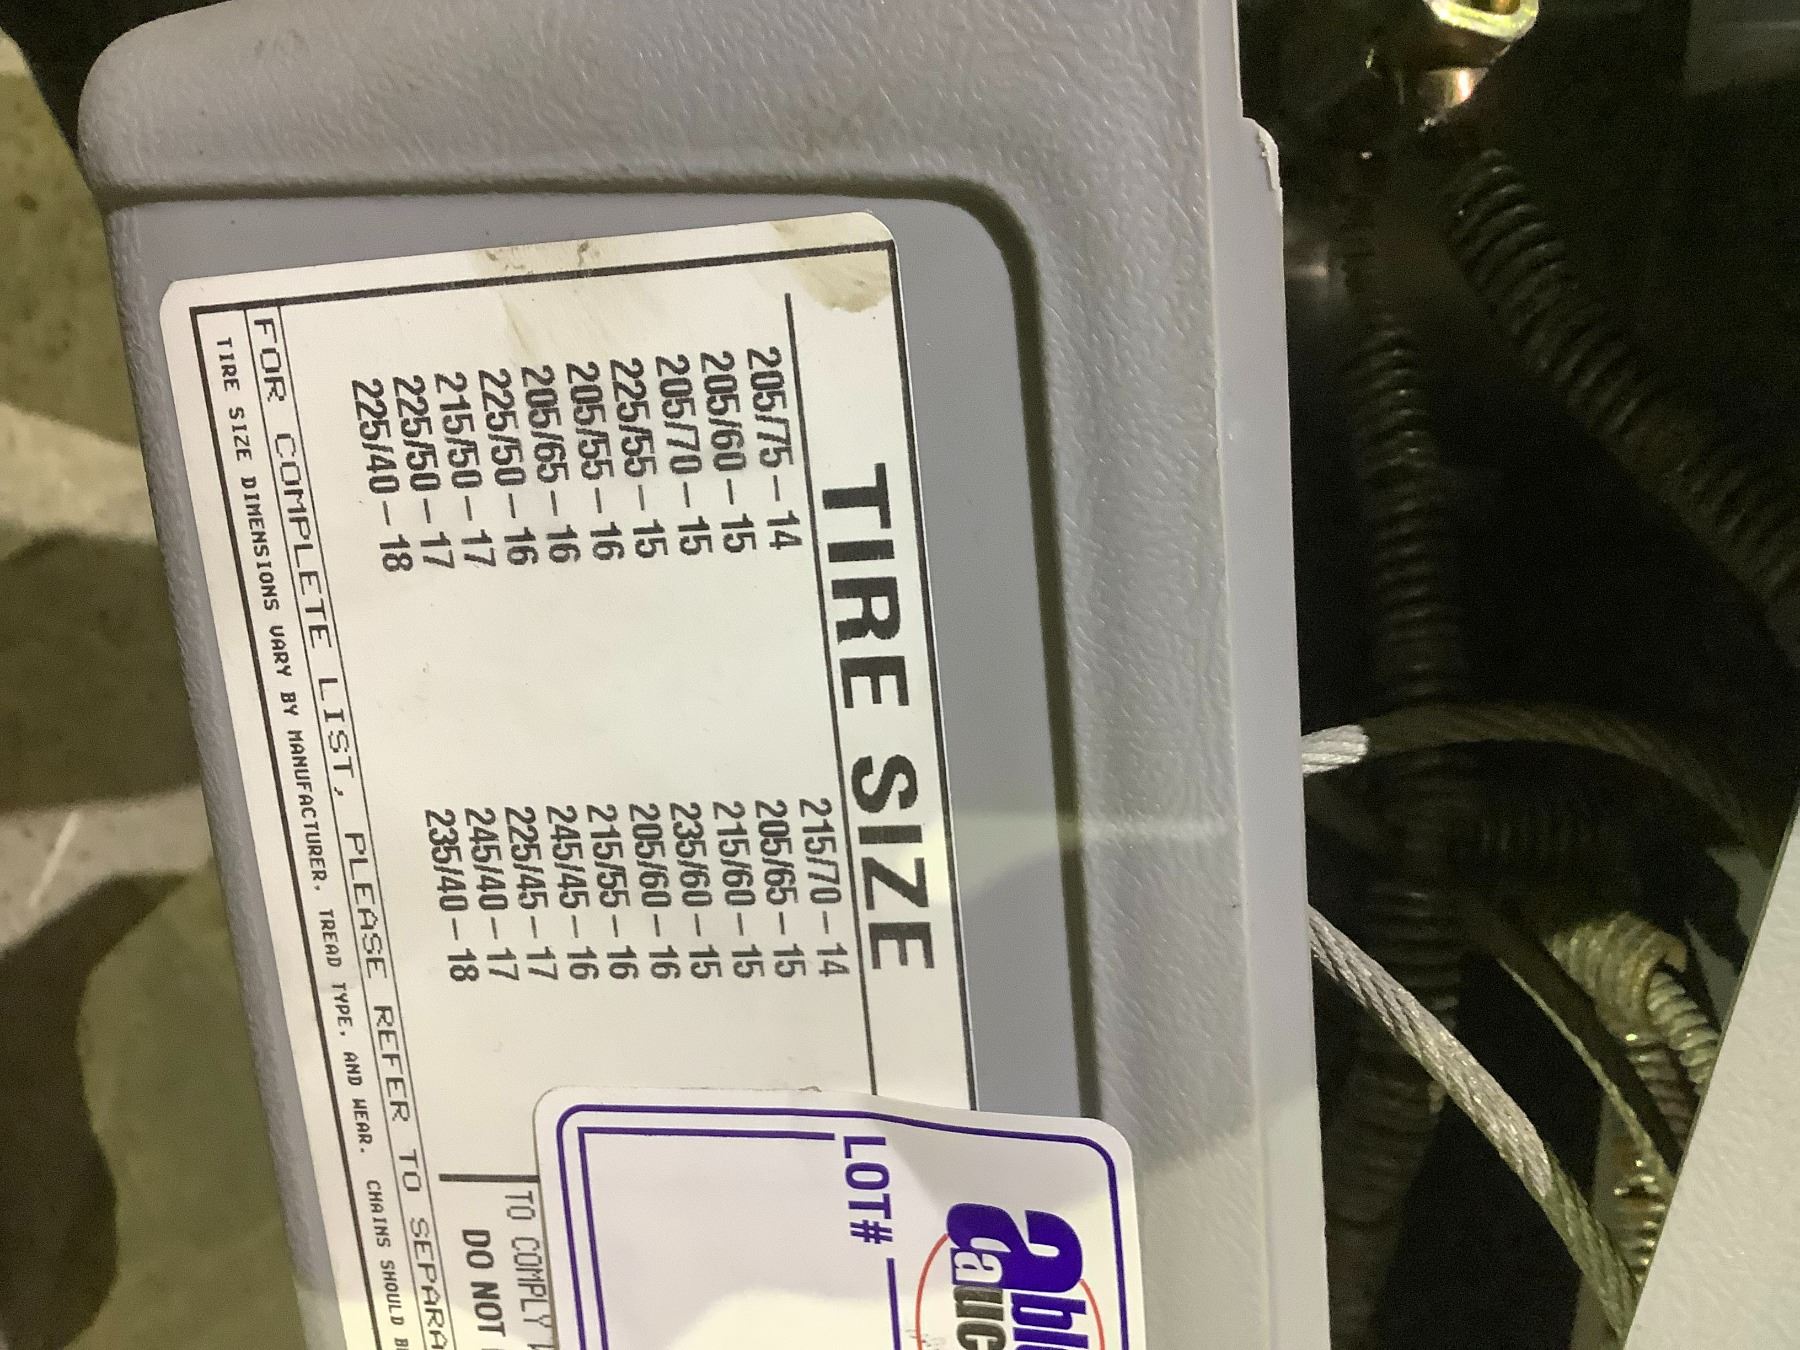 TIRE SIZE
205/75-14 215/70-14
205/60-15 205/65-15
205/70-15 215/60-15
225/55-15 235/60-15
205/55-16 205/60-16
205/65-16 215/55-16
225/50-16 245/45-16
215/50-17 225/45-17
225/50-17 245/40-17
225/40-18 235/40-18
FOR COMPLETE LIST, PLEASE REFER TO
TIRE SIZE DIMENSIONS VARY BY MANUFACTURER, TREAD TYPE, AND WEAR. CHAINS SHOULD
TO COMPLY
DO NOT
LOT#